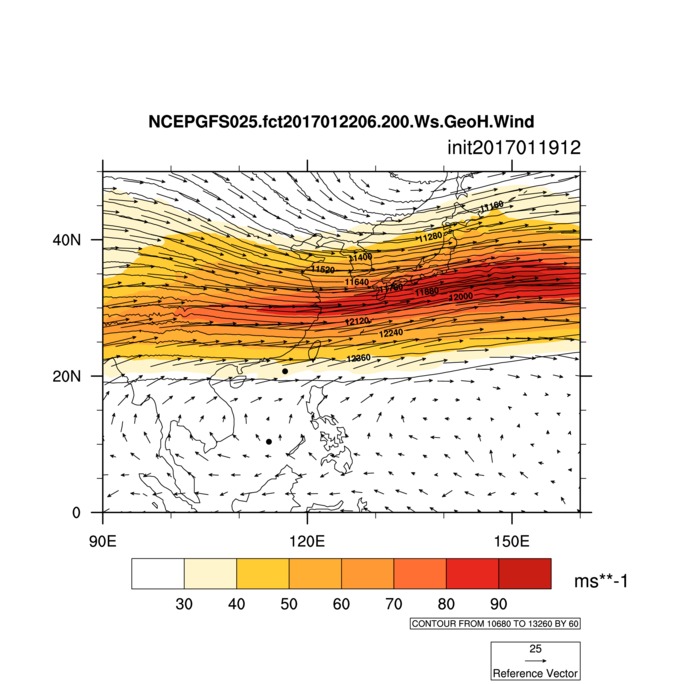 NCEPGFS025.fct2017012206.200.Ws.GeoH.Wind
init2017011912
11160
11280
40N
11400
11520
11640
11760
11880
12000
12120
12240
12360
20N
0
90E
120E
150E
ms**-1
30
40
50
60
70
80
90
CONTOUR FROM 10680 TO 13260 BY 60
25
Reference Vector